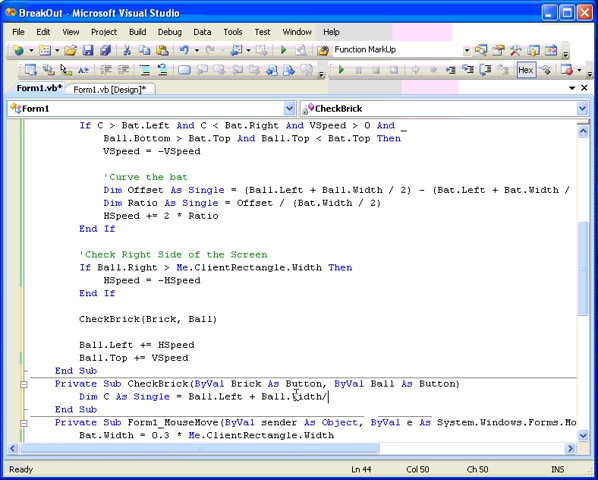 BreakOut - Microsoft Visual Studio
File Edit View Project Build Debug Data Tools Test Window Help
Function MarkUp
Hex
Form1.vb* Form1.vb [Design]*
Form1 CheckBrick
If C > Bat.Left And C < Bat.Right And VSpeed > 0 And _
Ball.Bottom > Bat.Top And Ball.Top < Bat.Top Then
VSpeed = -VSpeed
'Curve the bat
Dim Offset As Single = (Ball.Left + Ball.Width / 2) - (Bat.Left + Bat.Width /
Dim Ratio As Single = Offset / (Bat.Width / 2)
HSpeed += 2 * Ratio
End If
'Check Right Side of the Screen
If Ball.Right > Me.ClientRectangle.Width Then
HSpeed = -HSpeed
End If
CheckBrick(Brick, Ball)
Ball.Left += HSpeed
Ball.Top += VSpeed
End Sub
Private Sub CheckBrick(ByVal Brick As Button, ByVal Ball As Button)
Dim C As Single = Ball.Left + Ball.Width/
End Sub
Private Sub Form1_MouseMove(ByVal sender As Object, ByVal e As System.Windows.Forms.Mo
Bat.Width = 0.3 * Me.ClientRectangle.Width
Ready Ln 44 Col 50 Ch 50 INS